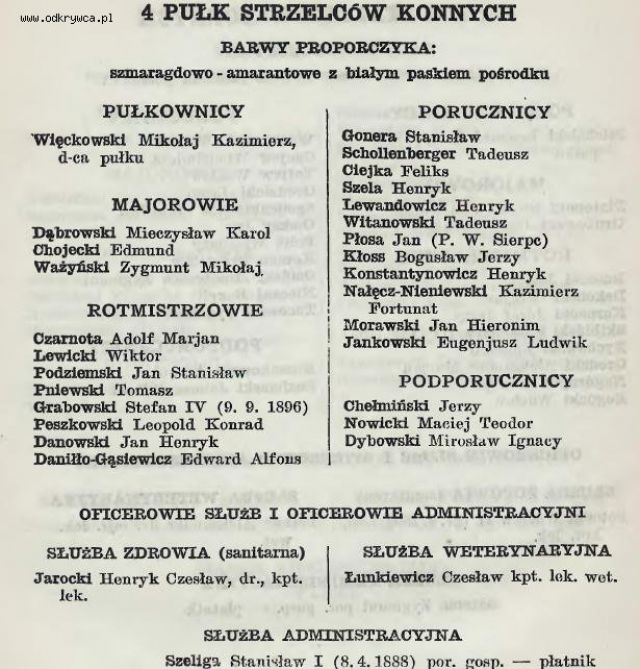 www.odkrywca.pl
4 PUŁK STRZELCÓW KONNYCH
BARWY PROPORCZYKA:
szmaragdowo - amarantowe z białym paskiem pośrodku
PUŁKOWNICY
Więckowski Mikołaj Kazimierz,
d-ca pułku
MAJOROWIE
Dąbrowski Mieczysław Karol
Chojecki Edmund
Ważyński Zygmunt Mikołaj
ROTMISTRZOWIE
Czarnota Adolf Marjan
Lewicki Wiktor
Podziemski Jan Stanisław
Pniewski Tomasz
Grabowski Stefan IV (9. 9. 1896)
Peszkowski Leopold Konrad
Danowski Jan Henryk
Daniłło-Gąsiewicz Edward Alfons
PORUCZNICY
Gonera Stanisław
Schollenberger Tadeusz
Ciejka Feliks
Szela Henryk
Lewandowicz Henryk
Witanowski Tadeusz
Płosa Jan (P. W. Sierpc)
Kłoss Bogusław Jerzy
Konstantynowicz Henryk
Nałęcz-Nieniewski Kazimierz
Fortunat
Morawski Jan Hieronim
Jankowski Eugenjusz Ludwik
PODPORUCZNICY
Chełmiński Jerzy
Nowicki Maciej Teodor
Dybowski Mirosław Ignacy
OFICEROWIE SŁUŻB I OFICEROWIE ADMINISTRACYJNI
SŁUŻBA ZDROWIA (sanitarna)
Jarocki Henryk Czesław, dr., kpt.
lek.
SŁUŻBA WETERYNARYJNA
Łunkiewicz Czesław kpt. lek. wet.
SŁUŻBA ADMINISTRACYJNA
Szeliga Stanisław I (8. 4. 1888) por. gosp. — płatnik